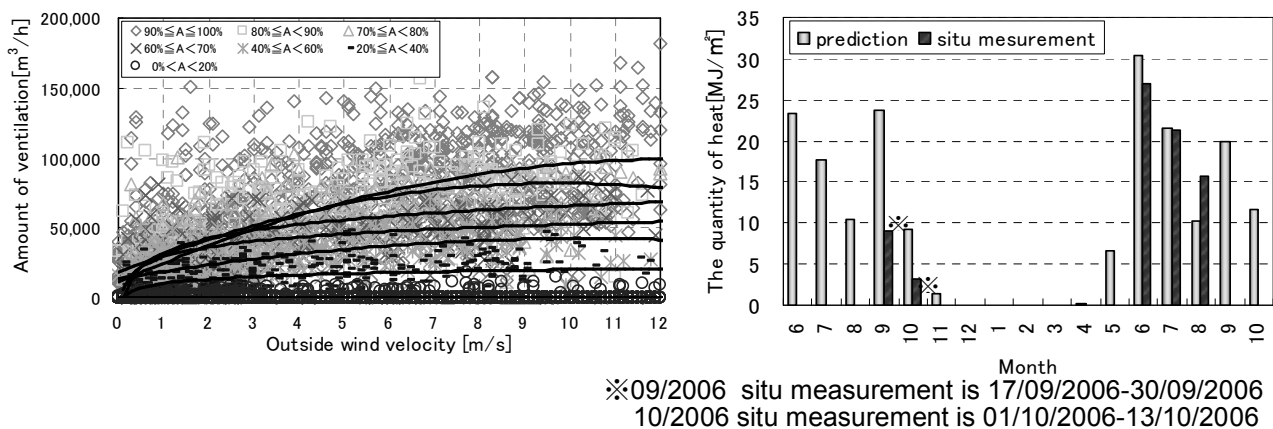 Amount of ventilation[m³/h]
200,000
150,000
100,000
50,000
0
◇ 90%≦A≦100% □ 80%≦A<90% △ 70%≦A<80%
× 60%≦A<70% 40%≦A<60% - 20%≦A<40%
○ 0%<A<20%
0 1 2 3 4 5 6 7 8 9 10 11 12
Outside wind velocity [m/s]
The quantity of heat[MJ/㎡]
35
30
25
20
15
10
5
0
prediction situ mesurement
※
※
6 7 8 9 10 11 12 1 2 3 4 5 6 7 8 9 10
Month
※09/2006 situ measurement is 17/09/2006-30/09/2006
10/2006 situ measurement is 01/10/2006-13/10/2006